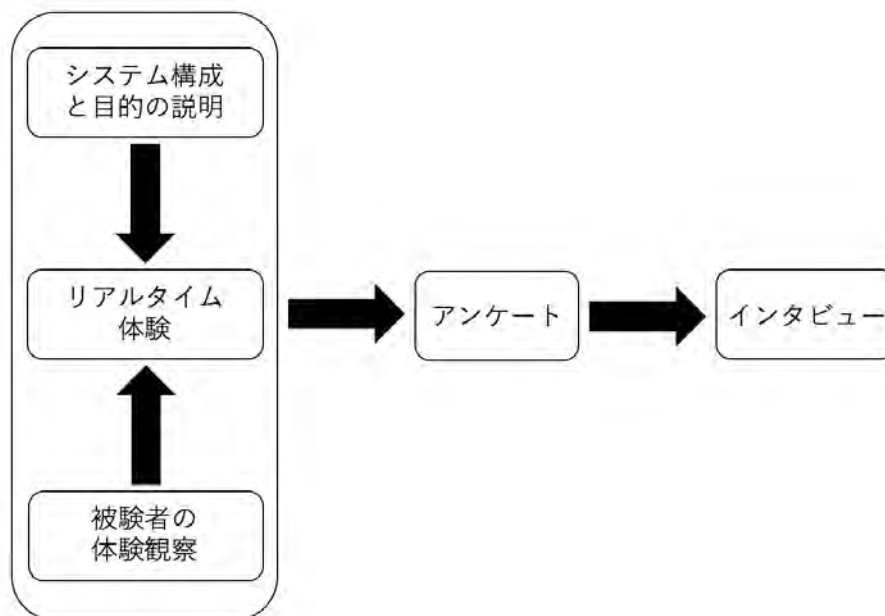 システム構成
と目的の説明
リアルタイム
体験
アンケート
インタビュー
被験者の
体験観察